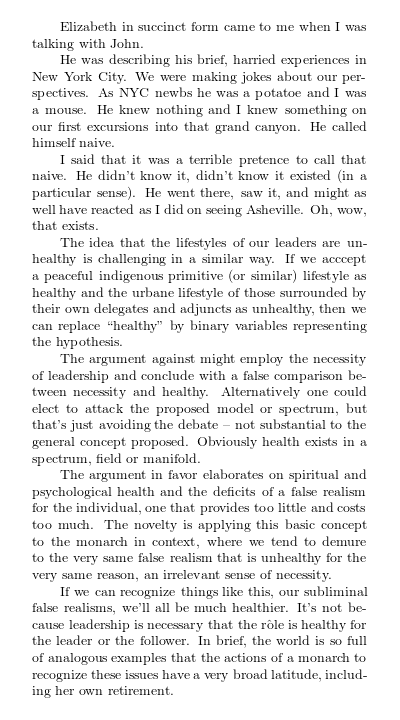 Elizabeth in succinct form came to me when I was
talking with John.
He was describing his brief, harried experiences in
New York City. We were making jokes about our per-
spectives. As NYC newbs he was a potatoe and I was
a mouse. He knew nothing and I knew something on
our first excursions into that grand canyon. He called
himself naive.
I said that it was a terrible pretence to call that
naive. He didn't know it, didn't know it existed (in a
particular sense). He went there, saw it, and might as
well have reacted as I did on seeing Asheville. Oh, wow,
that exists.
The idea that the lifestyles of our leaders are un-
healthy is challenging in a similar way. If we acccept
a peaceful indigenous primitive (or similar) lifestyle as
healthy and the urbane lifestyle of those surrounded by
their own delegates and adjuncts as unhealthy, then we
can replace “healthy” by binary variables representing
the hypothesis.
The argument against might employ the necessity
of leadership and conclude with a false comparison be-
tween necessity and healthy. Alternatively one could
elect to attack the proposed model or spectrum, but
that's just avoiding the debate – not substantial to the
general concept proposed. Obviously health exists in a
spectrum, field or manifold.
The argument in favor elaborates on spiritual and
psychological health and the deficits of a false realism
for the individual, one that provides too little and costs
too much. The novelty is applying this basic concept
to the monarch in context, where we tend to demure
to the very same false realism that is unhealthy for the
very same reason, an irrelevant sense of necessity.
If we can recognize things like this, our subliminal
false realisms, we'll all be much healthier. It's not be-
cause leadership is necessary that the rôle is healthy for
the leader or the follower. In brief, the world is so full
of analogous examples that the actions of a monarch to
recognize these issues have a very broad latitude, includ-
ing her own retirement.